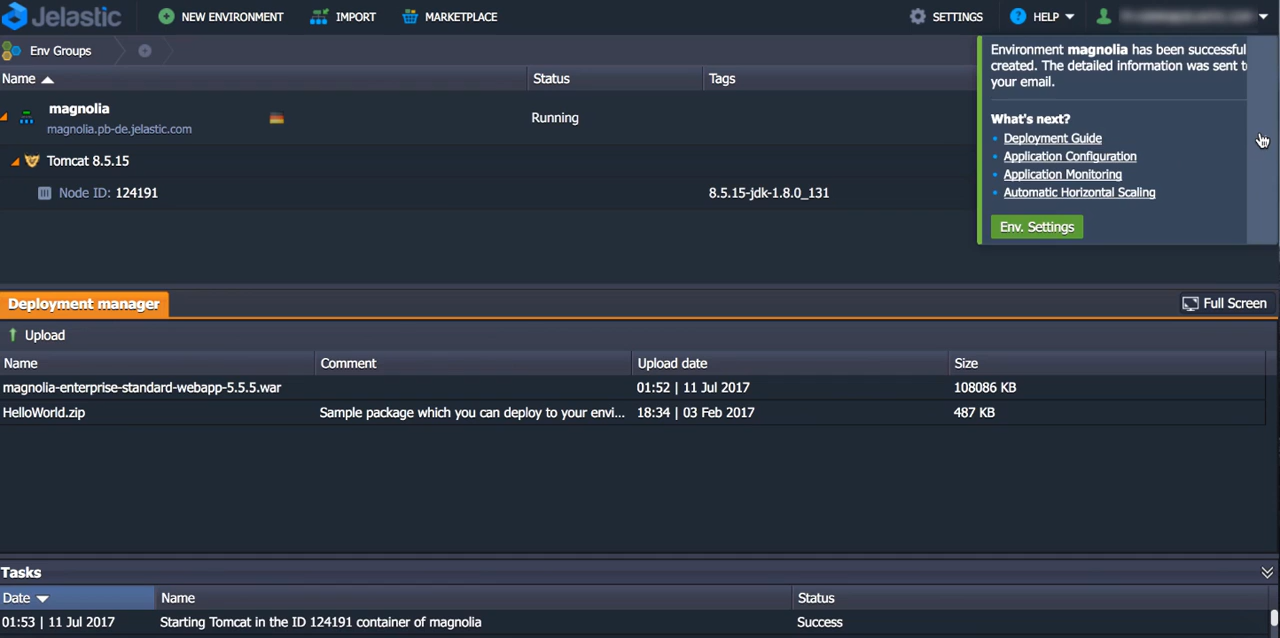 Jelastic NEW ENVIRONMENT IMPORT MARKETPLACE SETTINGS HELP
Env Groups
Name Status Tags
magnolia
magnolia.pb-de.jelastic.com Running
Tomcat 8.5.15
Node ID: 124191 8.5.15-jdk-1.8.0_131
Environment magnolia has been successful
created. The detailed information was sent t
your email.
What's next?
Deployment Guide
Application Configuration
Application Monitoring
Automatic Horizontal Scaling
Env. Settings
Deployment manager Full Screen
Upload
Name Comment Upload date Size
magnolia-enterprise-standard-webapp-5.5.5.war 01:52 | 11 Jul 2017 108086 KB
HelloWorld.zip Sample package which you can deploy to your envi... 18:34 | 03 Feb 2017 487 KB
Tasks
Date Name Status
01:53 | 11 Jul 2017 Starting Tomcat in the ID 124191 container of magnolia Success